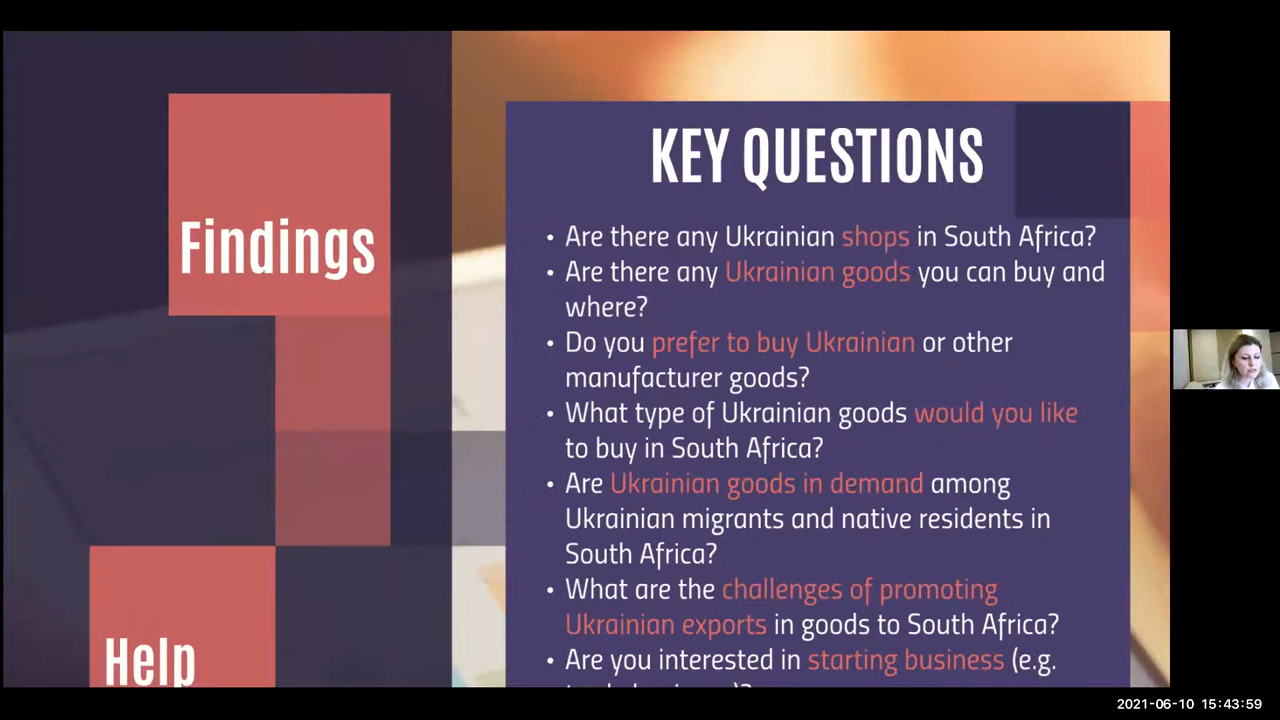 Findings
Help
KEY QUESTIONS
• Are there any Ukrainian shops in South Africa?
• Are there any Ukrainian goods you can buy and
where?
• Do you prefer to buy Ukrainian or other
manufacturer goods?
• What type of Ukrainian goods would you like
to buy in South Africa?
• Are Ukrainian goods in demand among
Ukrainian migrants and native residents in
South Africa?
• What are the challenges of promoting
Ukrainian exports in goods to South Africa?
• Are you interested in starting business (e.g.
2021-06-10 15:43:59